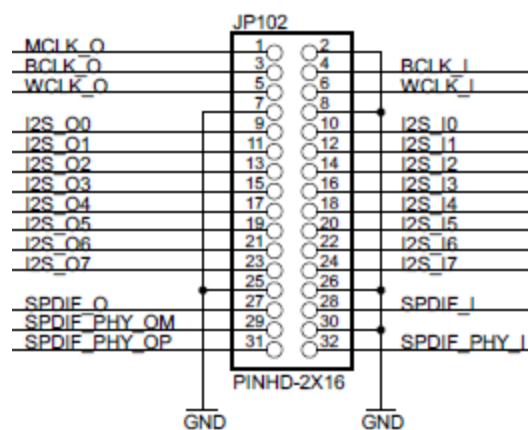 JP102
MCLK_O 1 2
BCLK_O 3 4 BCLK_I
WCLK_O 5 6 WCLK_I
7 8
I2S_O0 9 10 I2S_I0
I2S_O1 11 12 I2S_I1
I2S_O2 13 14 I2S_I2
I2S_O3 15 16 I2S_I3
I2S_O4 17 18 I2S_I4
I2S_O5 19 20 I2S_I5
I2S_O6 21 22 I2S_I6
I2S_O7 23 24 I2S_I7
25 26
SPDIF_O 27 28 SPDIF_I
SPDIF_PHY_OM 29 30
SPDIF_PHY_OP 31 32 SPDIF_PHY_I
PINHD-2X16
GND GND